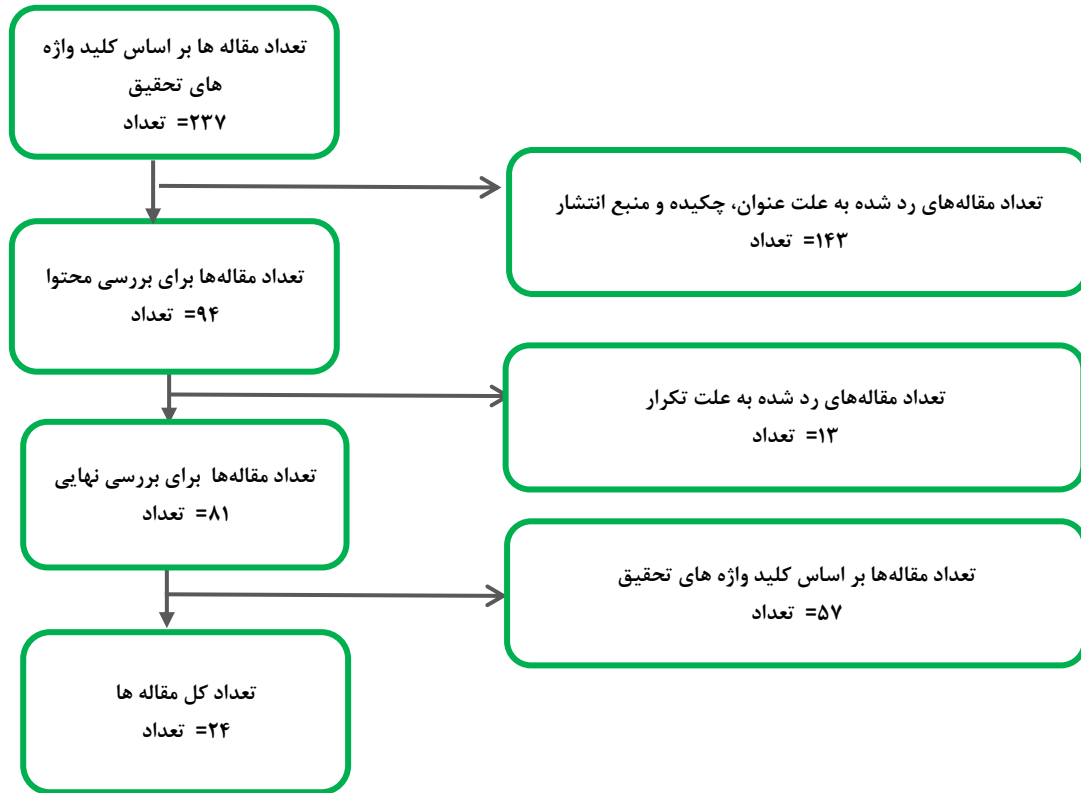 تعداد مقاله ها بر اساس کلید واژه
های تحقیق
۲۳۷= تعداد
تعداد مقاله‌های رد شده به علت عنوان، چکیده و منبع انتشار
۱۴۳= تعداد
تعداد مقاله‌ها برای بررسی محتوا
۹۴= تعداد
تعداد مقاله‌های رد شده به علت تکرار
۱۳= تعداد
تعداد مقاله‌ها برای بررسی نهایی
۸۱= تعداد
تعداد مقاله‌ها بر اساس کلید واژه های تحقیق
۵۷= تعداد
تعداد کل مقاله ها
۲۴= تعداد